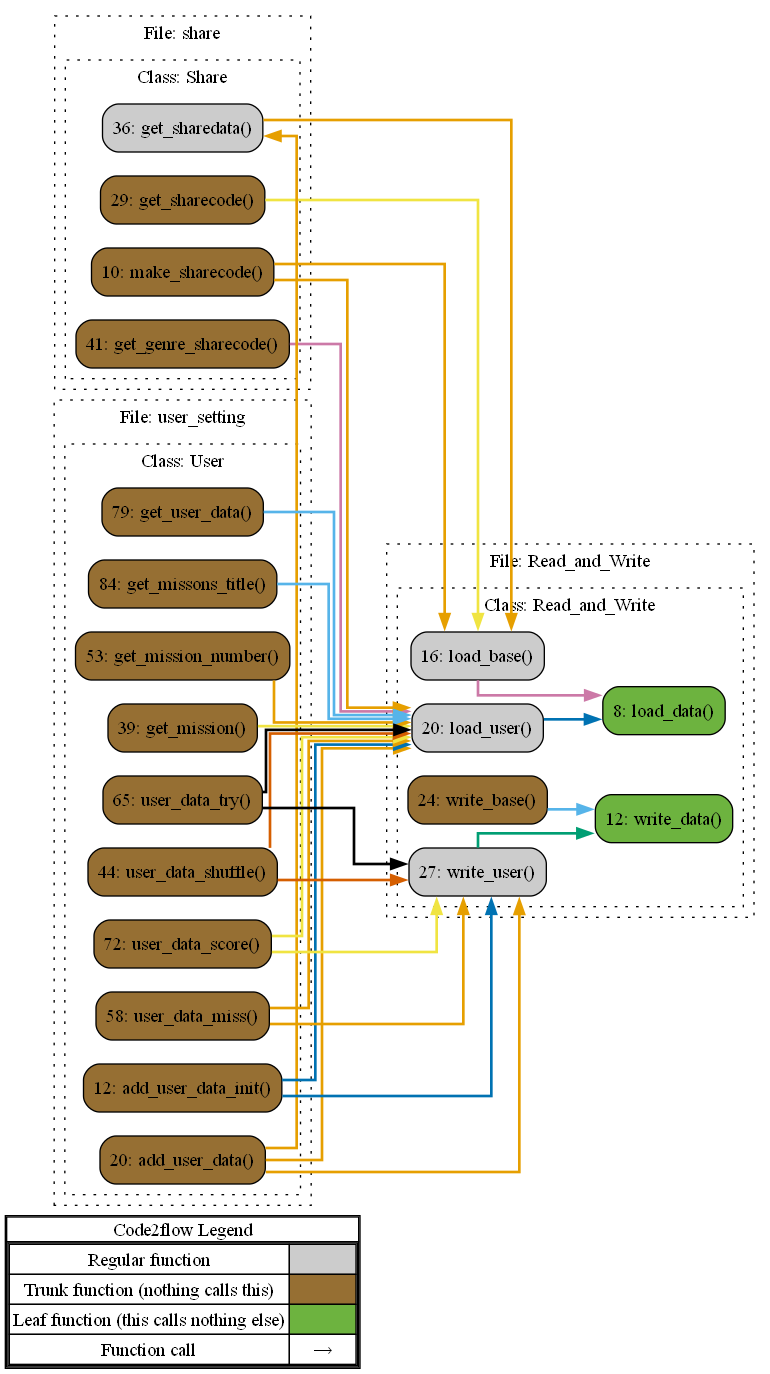 File: share
Class: Share
36: get_sharedata()
29: get_sharecode()
10: make_sharecode()
41: get_genre_sharecode()
File: user_setting
Class: User
79: get_user_data()
84: get_missons_title()
53: get_mission_number()
39: get_mission()
65: user_data_try()
44: user_data_shuffle()
72: user_data_score()
58: user_data_miss()
12: add_user_data_init()
20: add_user_data()
File: Read_and_Write
Class: Read_and_Write
16: load_base()
20: load_user()
8: load_data()
24: write_base()
12: write_data()
27: write_user()
Code2flow Legend
Regular function
Trunk function (nothing calls this)
Leaf function (this calls nothing else)
Function call →